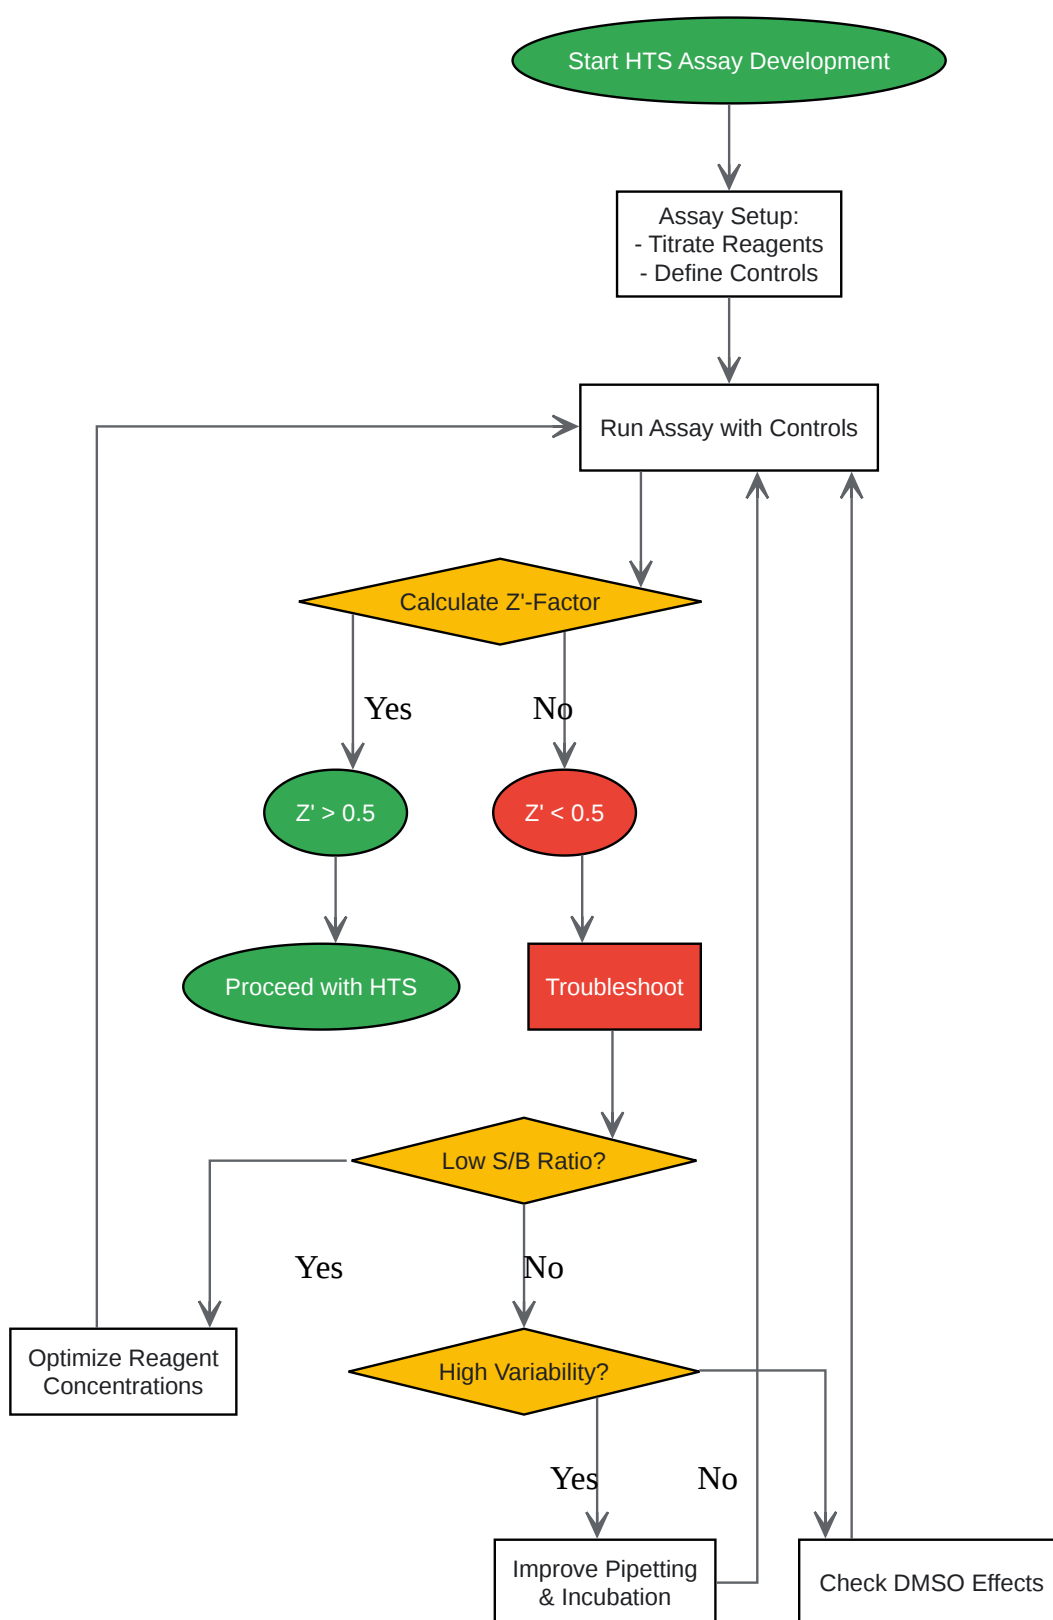 Start HTS Assay Development
Assay Setup:
- Titrate Reagents
- Define Controls
Run Assay with Controls
Calculate Z'-Factor
Yes
No
Z' > 0.5
Z' < 0.5
Proceed with HTS
Troubleshoot
Low S/B Ratio?
Yes
No
Optimize Reagent
Concentrations
High Variability?
Yes
No
Improve Pipetting
& Incubation
Check DMSO Effects